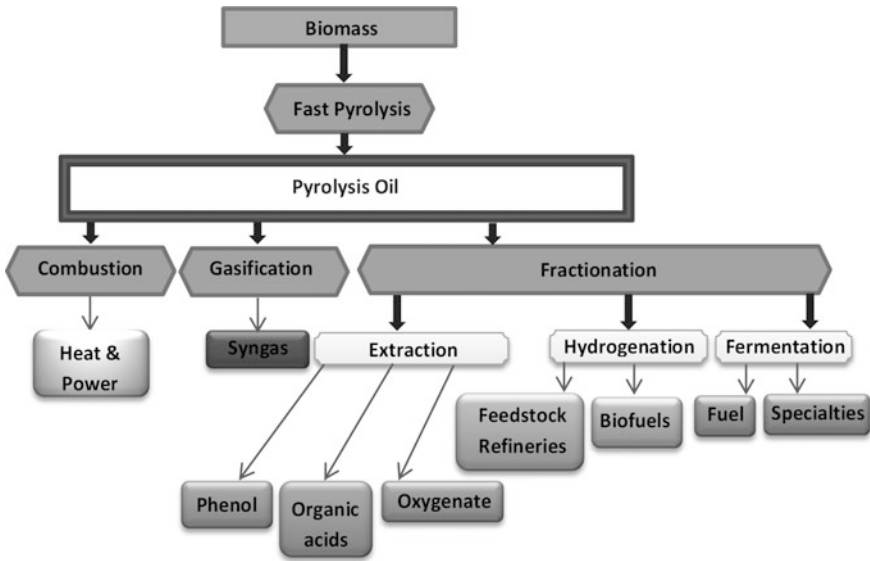 Biomass
Fast Pyrolysis
Pyrolysis Oil
Combustion
Gasification
Fractionation
Heat &
Power
Syngas
Extraction
Hydrogenation
Fermentation
Feedstock
Refineries
Biofuels
Fuel
Specialties
Phenol
Organic
acids
Oxygenate